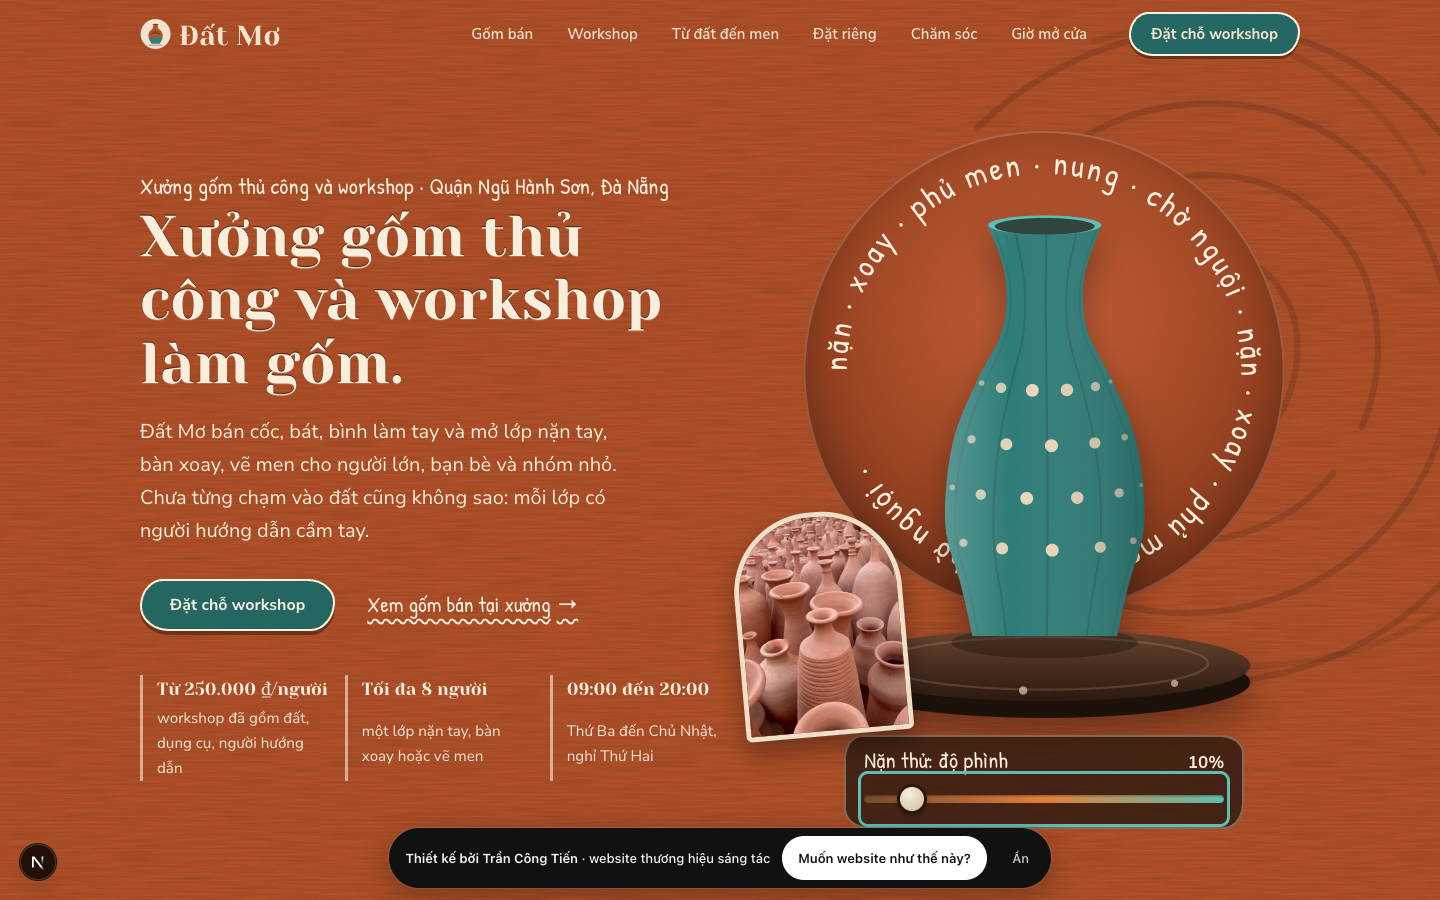 Đất Mơ
Gốm bán
Workshop
Từ đất đến men
Đặt riêng
Chăm sóc
Giờ mở cửa
Đặt chỗ workshop
Xưởng gốm thủ công và workshop · Quận Ngũ Hành Sơn, Đà Nẵng
Xưởng gốm thủ
công và workshop
làm gốm.
Đất Mơ bán cốc, bát, bình làm tay và mở lớp nặn tay,
bàn xoay, vẽ men cho người lớn, bạn bè và nhóm nhỏ.
Chưa từng chạm vào đất cũng không sao: mỗi lớp có
người hướng dẫn cầm tay.
Đặt chỗ workshop
Xem gốm bán tại xưởng →
Từ 250.000 ₫/người
workshop đã gồm đất,
dụng cụ, người hướng
dẫn
Tối đa 8 người
một lớp nặn tay, bàn
xoay hoặc vẽ men
09:00 đến 20:00
Thứ Ba đến Chủ Nhật,
nghỉ Thứ Hai
nặn · xoay · phủ men · nung · chờ nguội · nặn · xoay · phủ
nguội ·
Nặn thử: độ phình
10%
Thiết kế bởi Trần Công Tiến · website thương hiệu sáng tác
Muốn website như thế này?
Ẩn
N